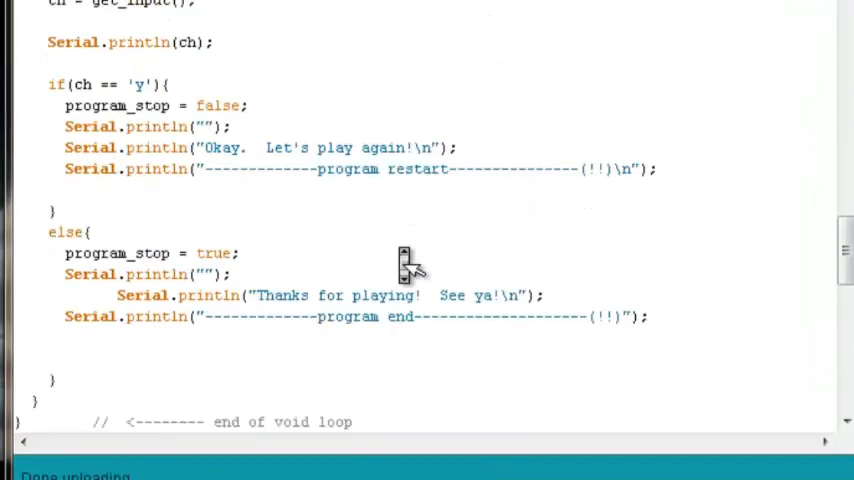 ch = get_input();
Serial.println(ch);
if(ch == 'y'){
program_stop = false;
Serial.println("");
Serial.println("Okay.  Let's play again!\n");
Serial.println("-------------program restart---------------(!!)\n");
}
else{
program_stop = true;
Serial.println("");
Serial.println("Thanks for playing!  See ya!\n");
Serial.println("-------------program end--------------------(!!)");
}
}
}        //  <-------- end of void loop
Done uploading.